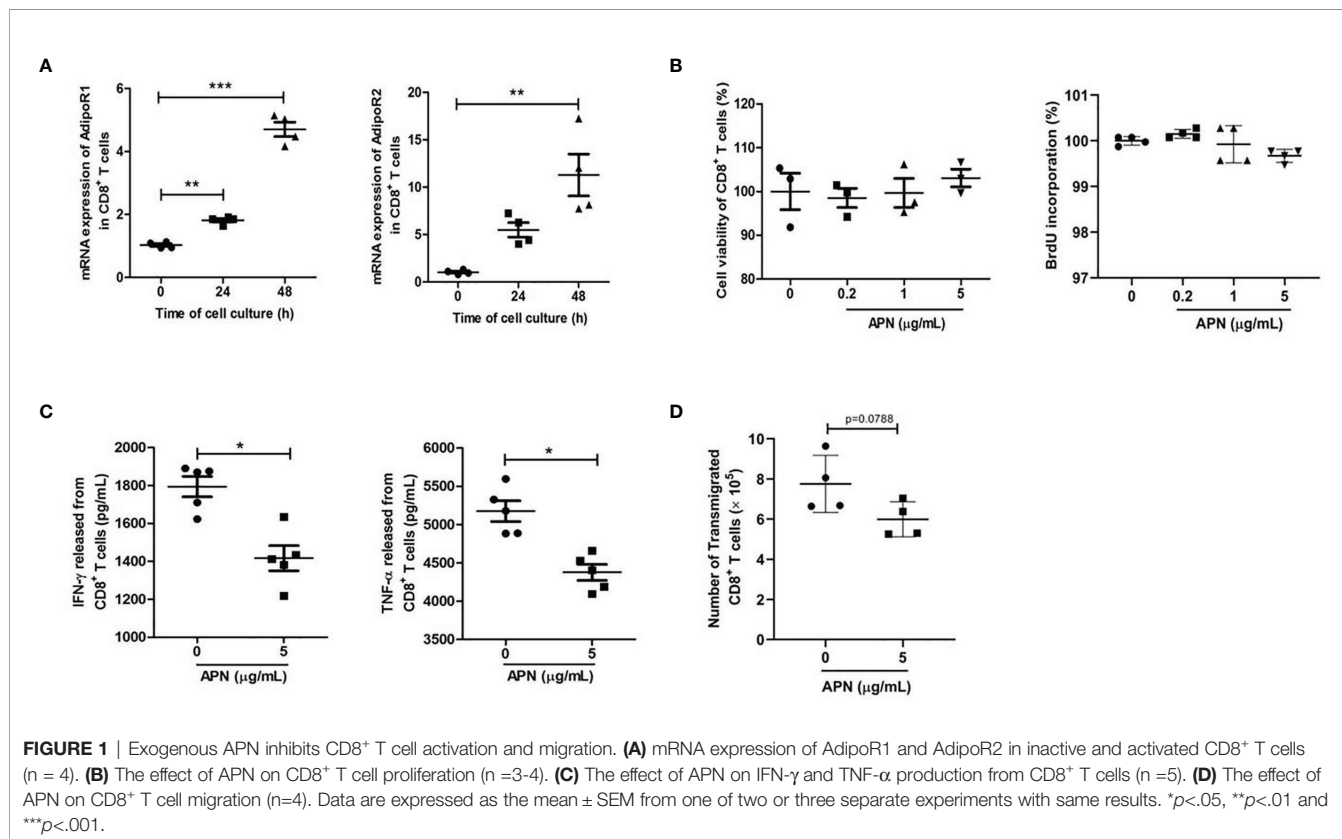 A
mRNA expression of AdipoR1
in CD8⁺ T cells
6
4
2
0
***
**
0 24 48
Time of cell culture (h)
mRNA expression of AdipoR2
in CD8⁺ T cells
20
15
10
5
0
**
0 24 48
Time of cell culture (h)
B
Cell viability of CD8⁺ T cells (%)
120
110
100
90
80
0 0.2 1 5
APN (μg/mL)
BrdU incorporation (%)
101
100
99
98
97
0 0.2 1 5
APN (μg/mL)
C
IFN-γ released from
CD8⁺ T cells (pg/mL)
2000
1800
1600
1400
1200
1000
*
0 5
APN (μg/mL)
TNF-α released from
CD8⁺ T cells (pg/mL)
6000
5500
5000
4500
4000
3500
*
0 5
APN (μg/mL)
D
Number of Transmigrated
CD8⁺ T cells (× 10⁵)
10
8
6
4
2
0
p=0.0788
0 5
APN (μg/mL)
FIGURE 1 | Exogenous APN inhibits CD8⁺ T cell activation and migration. (A) mRNA expression of AdipoR1 and AdipoR2 in inactive and activated CD8⁺ T cells
(n = 4). (B) The effect of APN on CD8⁺ T cell proliferation (n =3-4). (C) The effect of APN on IFN-γ and TNF-α production from CD8⁺ T cells (n =5). (D) The effect of
APN on CD8⁺ T cell migration (n=4). Data are expressed as the mean ± SEM from one of two or three separate experiments with same results. *p<.05, **p<.01 and
***p<.001.